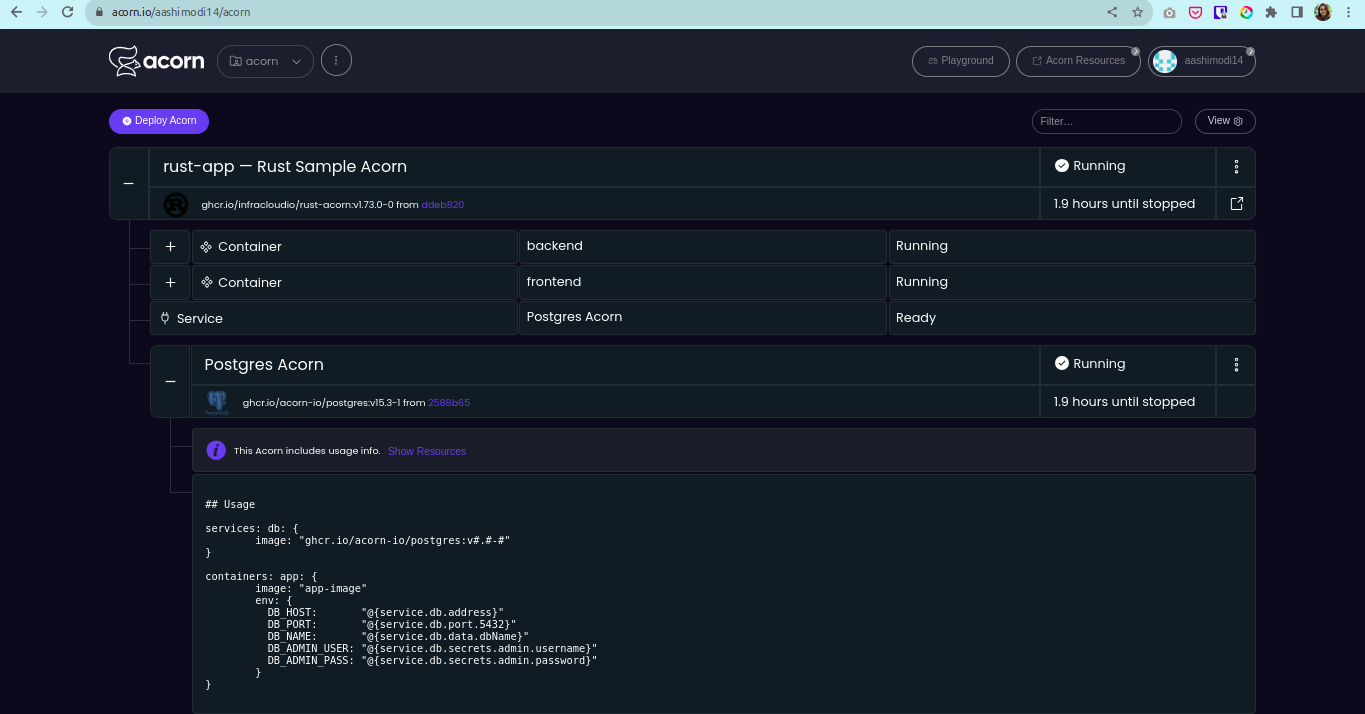 acorn.io/aashimodi14/acorn
acorn
acorn
Playground
Acorn Resources
aashimodi14
Deploy Acorn
Filter...
View
rust-app — Rust Sample Acorn
Running
ghcr.io/infracloudio/rust-acorn:v1.73.0-0 from ddeb820
1.9 hours until stopped
Container
backend
Running
Container
frontend
Running
Service
Postgres Acorn
Ready
Postgres Acorn
Running
ghcr.io/acorn-io/postgres:v15.3-1 from 2588b65
1.9 hours until stopped
This Acorn includes usage info. Show Resources
## Usage
services: db: {
image: "ghcr.io/acorn-io/postgres:v#.#-#"
}
containers: app: {
image: "app-image"
env: {
DB_HOST: "@{service.db.address}"
DB_PORT: "@{service.db.port.5432}"
DB_NAME: "@{service.db.data.dbName}"
DB_ADMIN_USER: "@{service.db.secrets.admin.username}"
DB_ADMIN_PASS: "@{service.db.secrets.admin.password}"
}
}